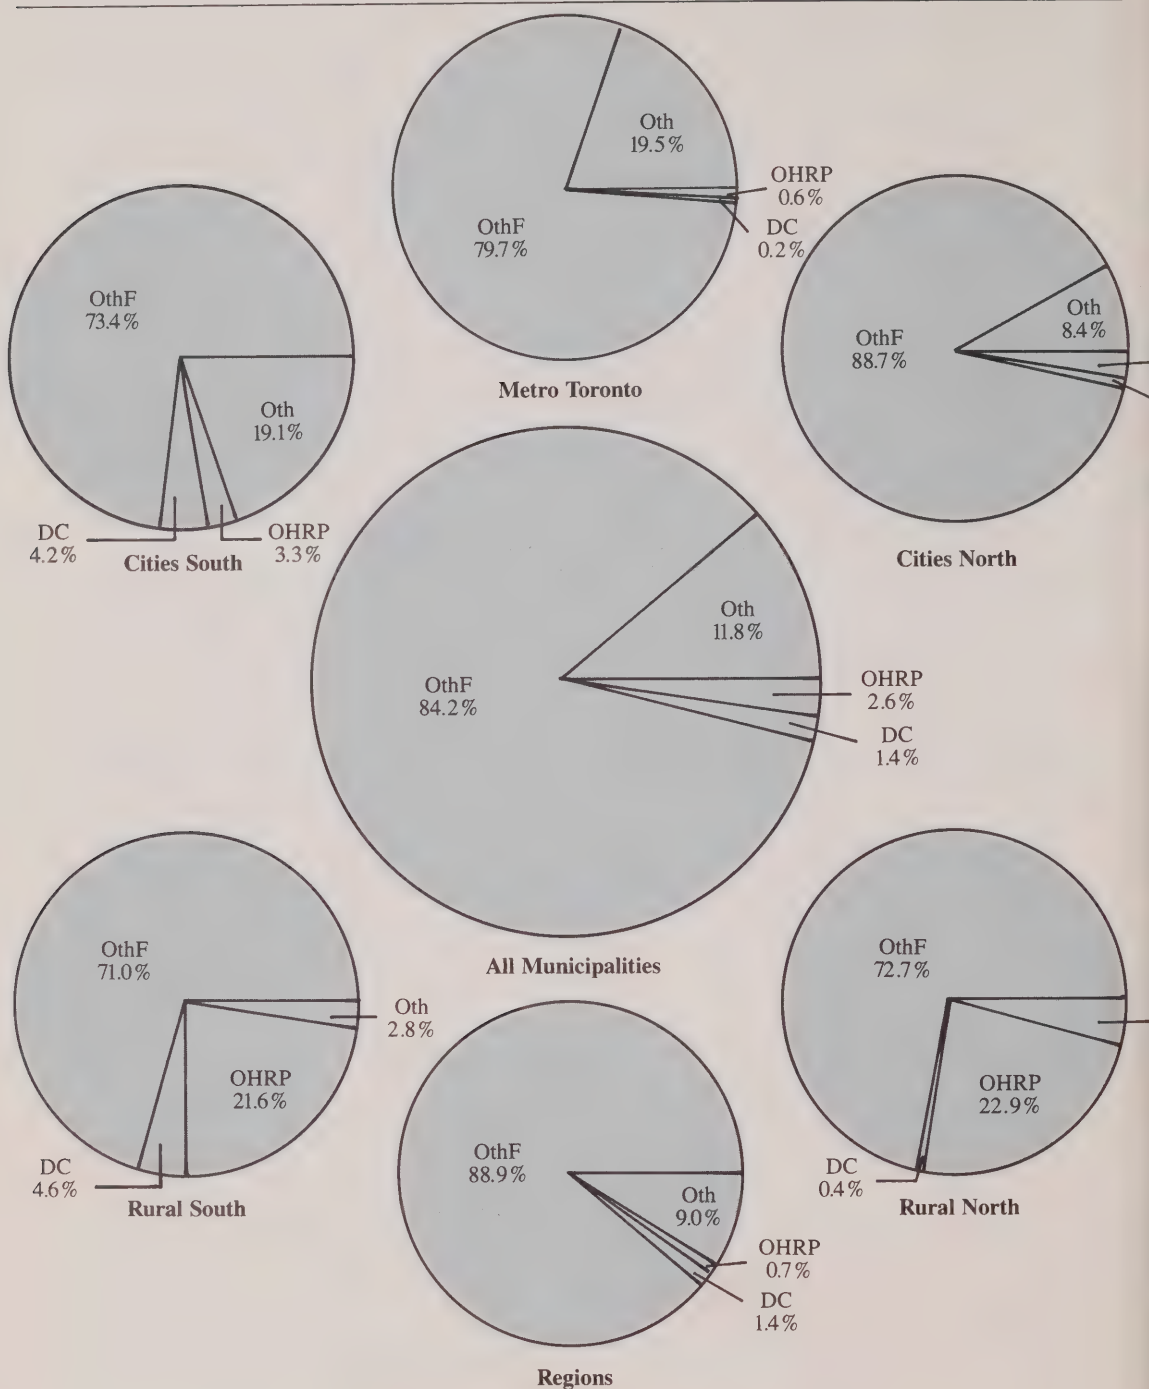 Oth
19.5%
OHRP
0.6%
DC
0.2%
OthF
79.7%
Metro Toronto
OthF
73.4%
Oth
19.1%
DC
4.2%
OHRP
3.3%
Cities South
OthF
88.7%
Oth
8.4%
Cities North
OthF
84.2%
Oth
11.8%
OHRP
2.6%
DC
1.4%
All Municipalities
OthF
71.0%
Oth
2.8%
OHRP
21.6%
DC
4.6%
Rural South
OthF
72.7%
OHRP
22.9%
DC
0.4%
Rural North
OthF
88.9%
Oth
9.0%
OHRP
0.7%
DC
1.4%
Regions